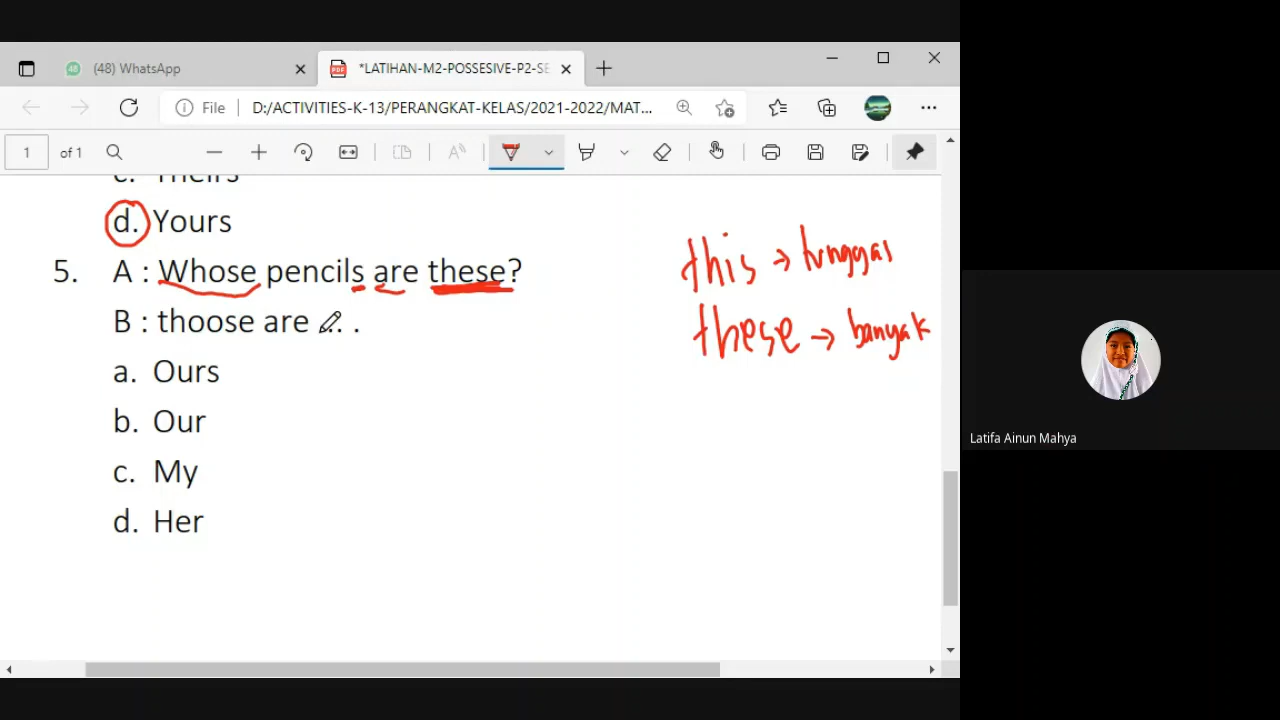 (48) WhatsApp
*LATIHAN-M2-POSSESIVE-P2-SE
File
D:/ACTIVITIES-K-13/PERANGKAT-KELAS/2021-2022/MAT...
1 of 1
d. Yours
5. A : Whose pencils are these?
B : thoose are
a. Ours
b. Our
c. My
d. Her
this → tunggal
these → banyak
Latifa Ainun Mahya